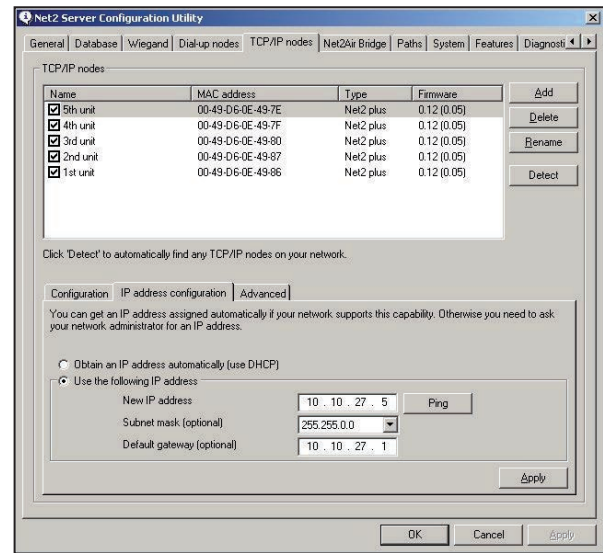 Net2 Server Configuration Utility
General Database Wiegand Dial-up nodes TCP/IP nodes Net2Air Bridge Paths System Features Diagnosti
TCP/IP nodes
Name MAC address Type Firmware
5th unit 00-49-D6-0E-49-7E Net2 plus 0.12 (0.05)
4th unit 00-49-D6-0E-49-7F Net2 plus 0.12 (0.05)
3rd unit 00-49-D6-0E-49-80 Net2 plus 0.12 (0.05)
2nd unit 00-49-D6-0E-49-87 Net2 plus 0.12 (0.05)
1st unit 00-49-D6-0E-49-86 Net2 plus 0.12 (0.05)
Add
Delete
Rename
Detect
Click 'Detect' to automatically find any TCP/IP nodes on your network.
Configuration IP address configuration Advanced
You can get an IP address assigned automatically if your network supports this capability. Otherwise you need to ask
your network administrator for an IP address.
Obtain an IP address automatically (use DHCP)
Use the following IP address
New IP address 10 . 10 . 27 . 5 Ping
Subnet mask (optional) 255.255.0.0
Default gateway (optional) 10 . 10 . 27 . 1
Apply
OK Cancel Apply